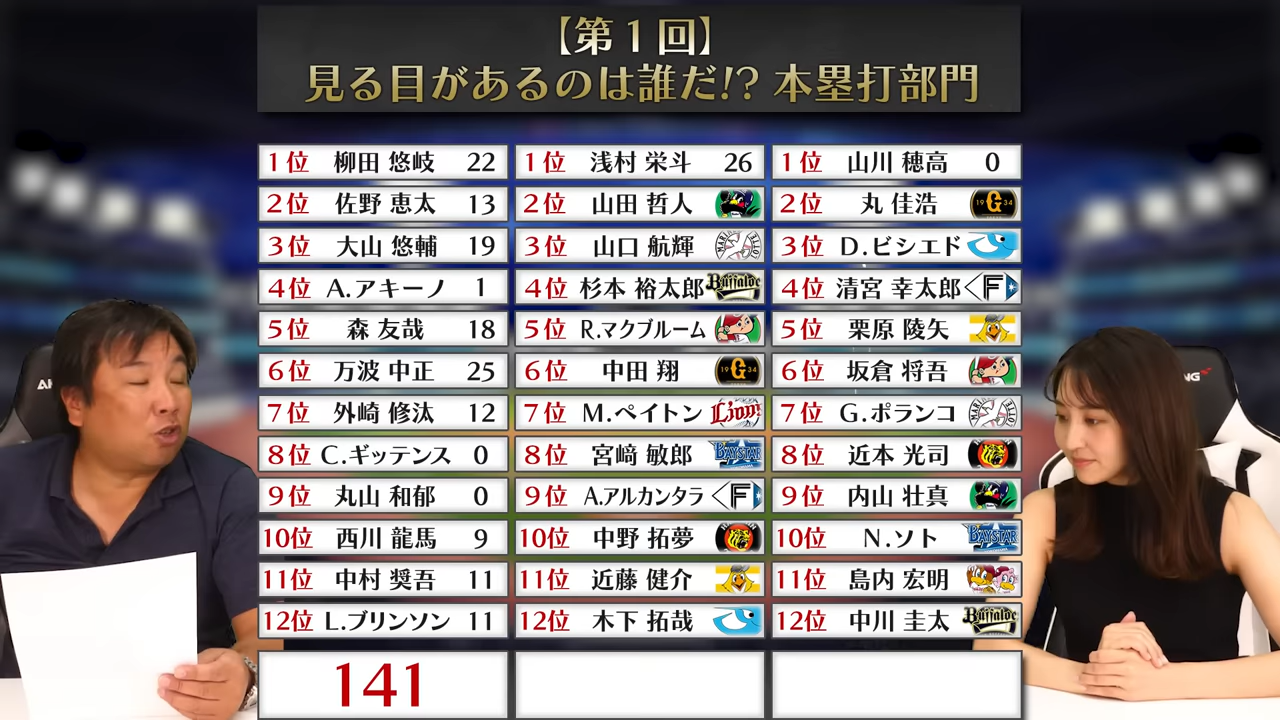 【第1回】
見る目があるのは誰だ!? 本塁打部門
1位 柳田 悠岐 22
2位 佐野 恵太 13
3位 大山 悠輔 19
4位 A.アキーノ 1
5位 森 友哉 18
6位 万波 中正 25
7位 外崎 修汰 12
8位 C.ギッテンス 0
9位 丸山 和郁 0
10位 西川 龍馬 9
11位 中村 奨吾 11
12位 L.ブリンソン 11
141
1位 浅村 栄斗 26
2位 山田 哲人
3位 山口 航輝
4位 杉本 裕太郎 Buffaloes
5位 R.マクブルーム
6位 中田 翔 19 G 34
7位 M.ペイトン Lions
8位 宮﨑 敏郎 BAYSTAR
9位 A.アルカンタラ F
10位 中野 拓夢
11位 近藤 健介
12位 木下 拓哉
1位 山川 穂高 0
2位 丸 佳浩 19 G 34
3位 D.ビシエド
4位 清宮 幸太郎 F
5位 栗原 陵矢
6位 坂倉 将吾
7位 G.ポランコ
8位 近本 光司
9位 内山 壮真
10位 N.ソト BAYSTAR
11位 島内 宏明
12位 中川 圭太 Buffaloes